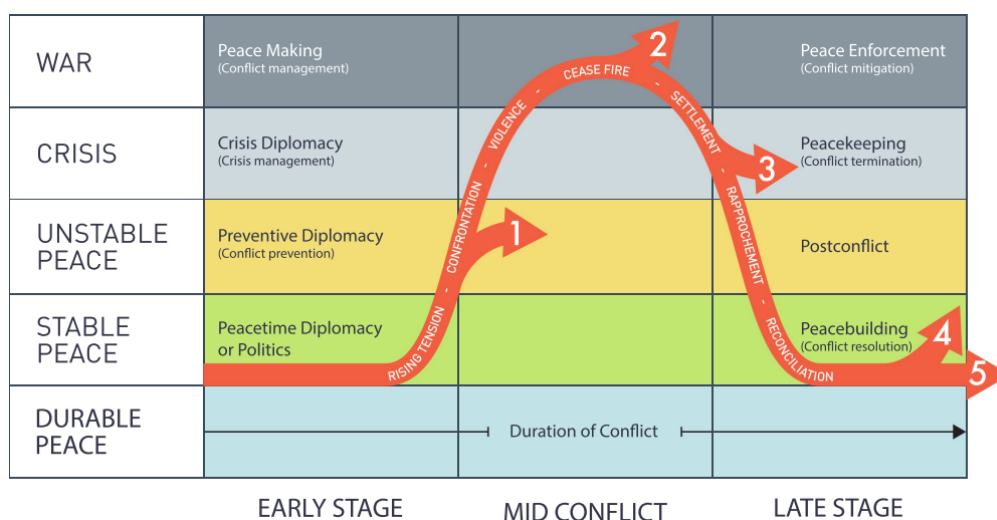 WAR
Peace Making
(Conflict management)
2
CEASE FIRE
Peace Enforcement
(Conflict mitigation)
CRISIS
Crisis Diplomacy
(Crisis management)
VIOLENCE
SETTLEMENT
3
Peacekeeping
(Conflict termination)
UNSTABLE
PEACE
Preventive Diplomacy
(Conflict prevention)
CONFRONTATION
1
RAPPROCHEMENT
Postconflict
STABLE
PEACE
Peacetime Diplomacy
or Politics
RISING TENSION
RECONCILIATION
Peacebuilding
(Conflict resolution)
4
5
DURABLE
PEACE
Duration of Conflict
EARLY STAGE
MID CONFLICT
LATE STAGE